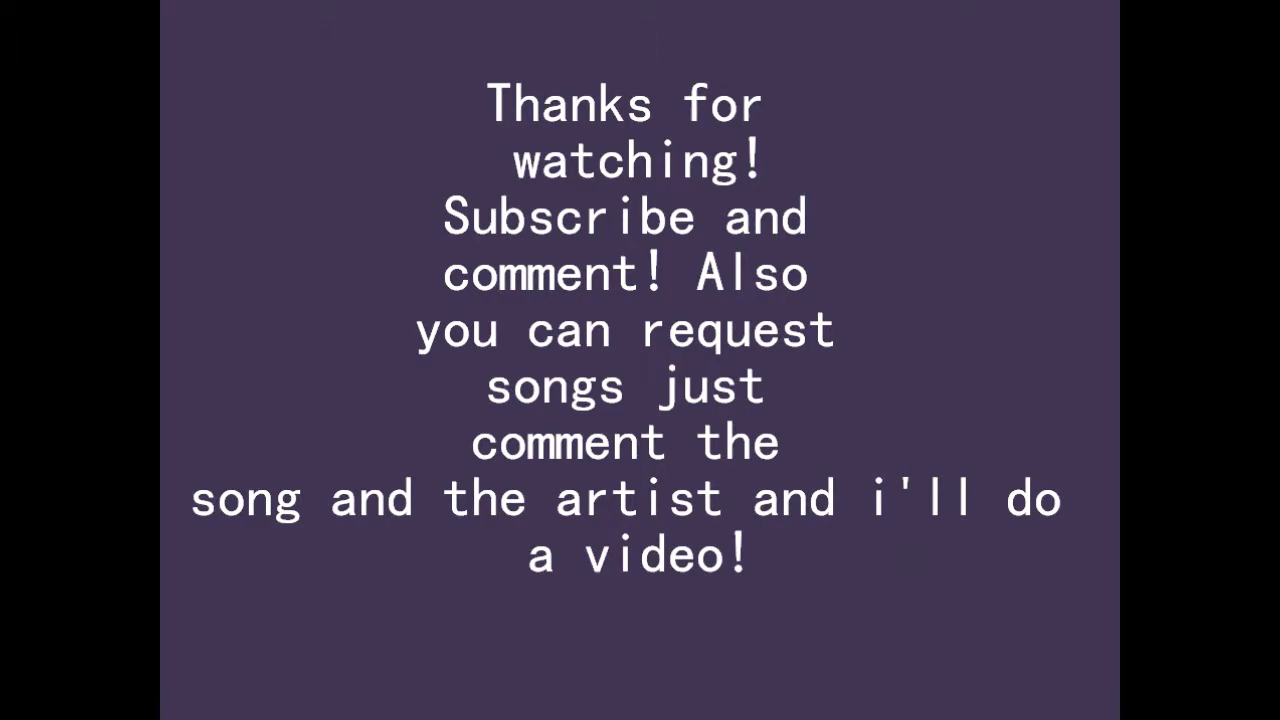 Thanks for
watching!
Subscribe and
comment! Also
you can request
songs just
comment the
song and the artist and i'll do
a video!